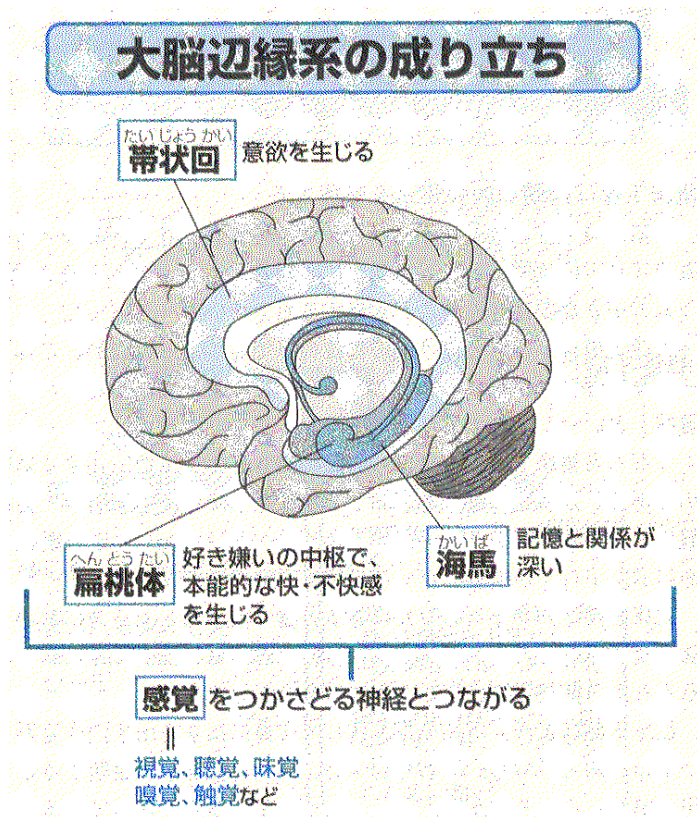 大脳辺縁系の成り立ち
たいじょうかい
帯状回 意欲を生じる
へんとうたい
扁桃体
好き嫌いの中枢で、
本能的な快・不快感
を生じる
かいば
海馬
記憶と関係が
深い
感覚をつかさどる神経とつながる
||
視覚、聴覚、味覚
嗅覚、触覚など